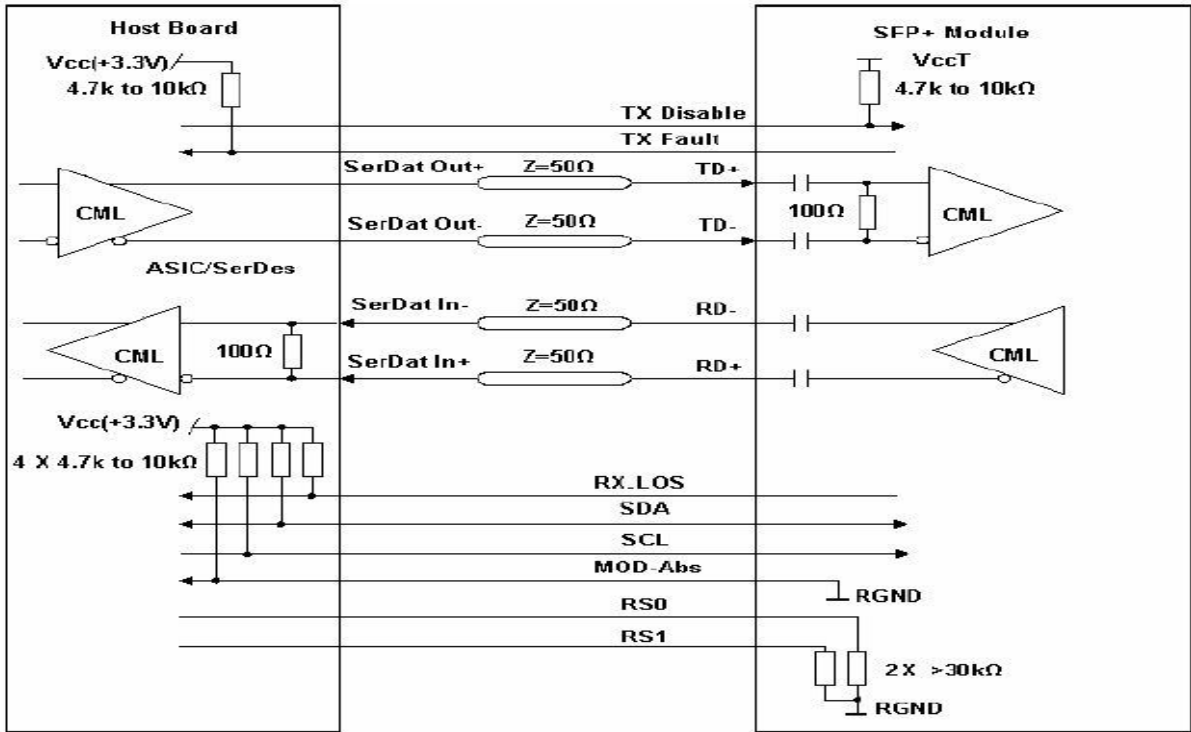 Host Board
SFP+ Module
Vcc(+3.3V)
4.7k to 10kΩ
VccT
4.7k to 10kΩ
TX Disable
TX Fault
SerDat Out+
Z=50Ω
TD+
CML
100Ω
CML
SerDat Out-
Z=50Ω
TD-
ASIC/SerDes
SerDat In-
Z=50Ω
RD-
CML
100Ω
CML
SerDat In+
Z=50Ω
RD+
Vcc(+3.3V)
4 X 4.7k to 10kΩ
RX-LOS
SDA
SCL
MOD-Abs
RGND
RS0
RS1
2X >30kΩ
RGND